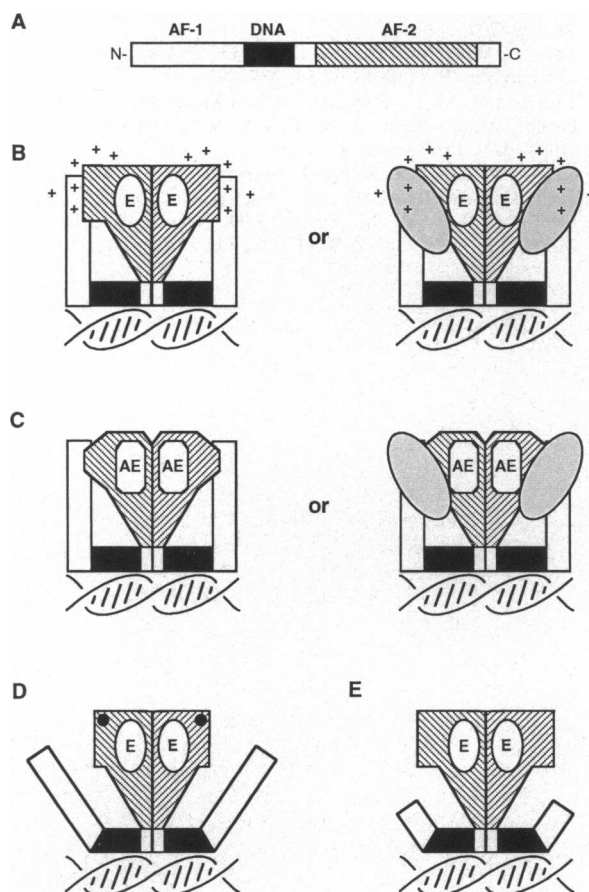 A
AF-1 DNA AF-2
N- -C
B
+ + + + + + + + + +
E E
or
+ + + + + + + + + +
E E
C
AE AE
or
AE AE
D E
E E
E E